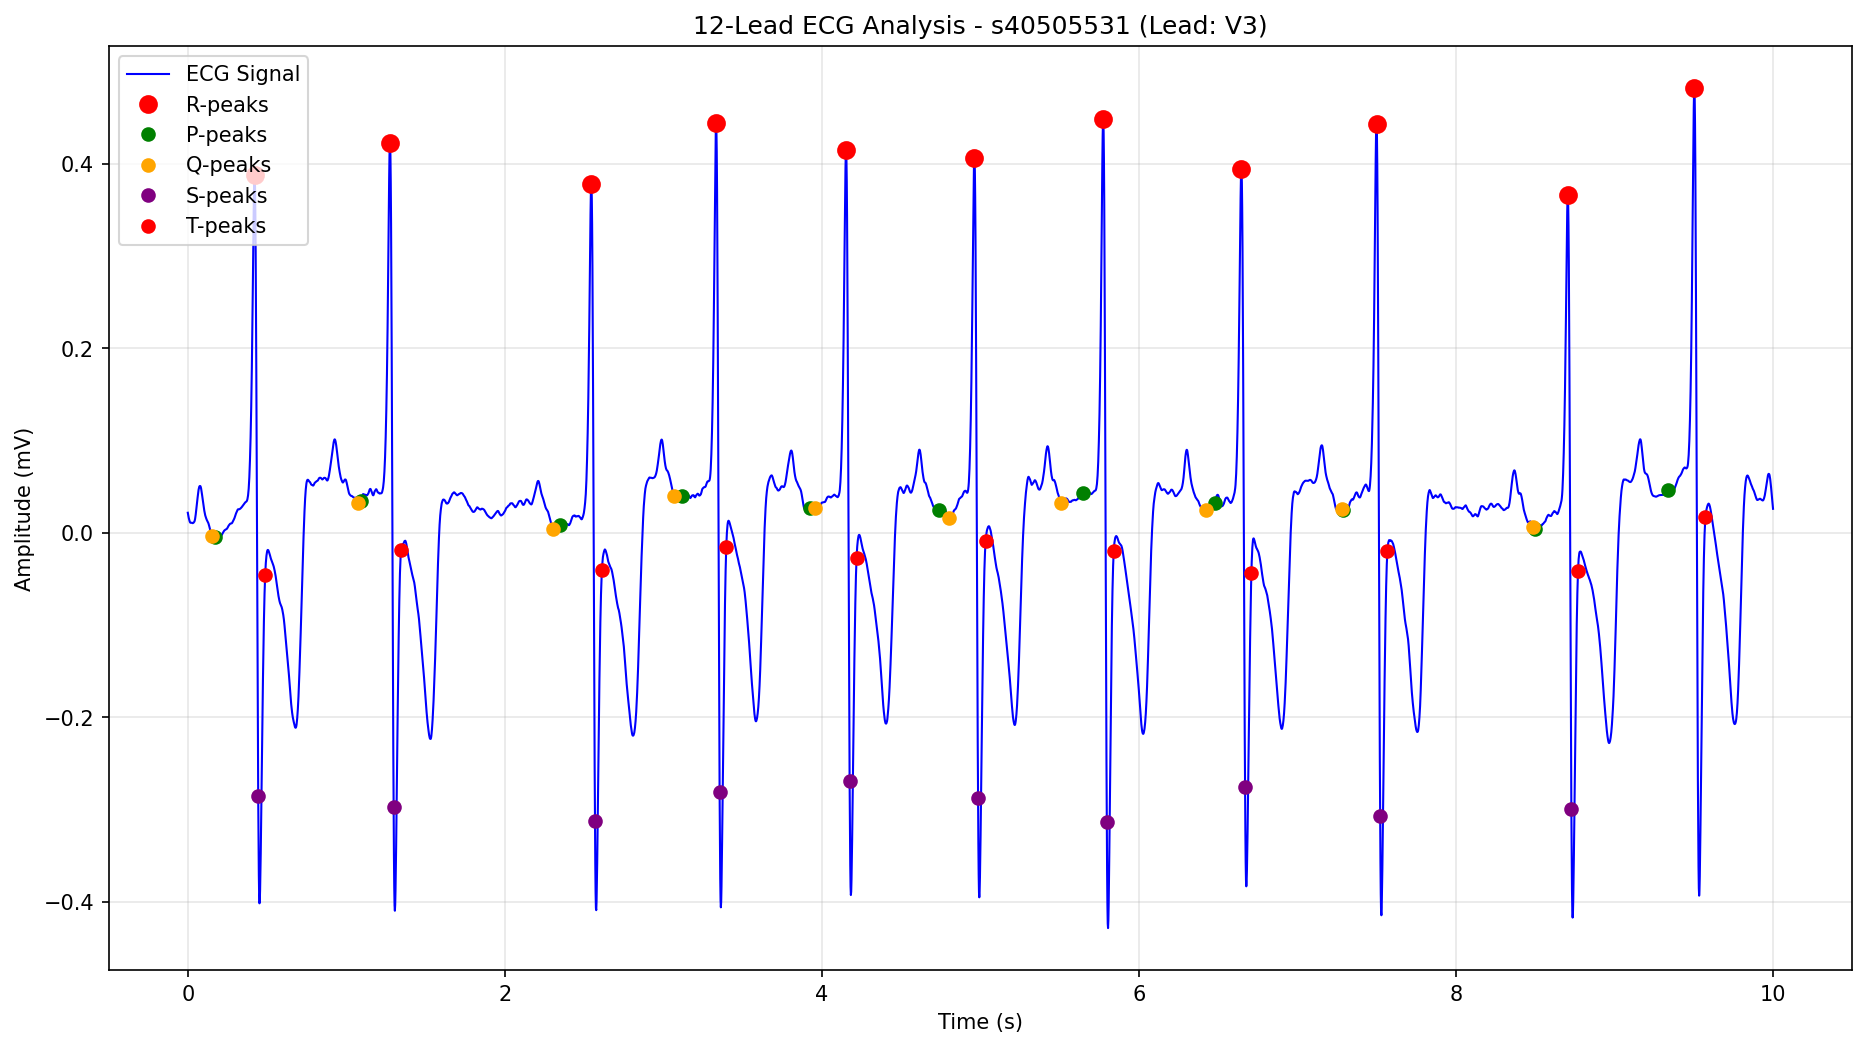 12-Lead ECG Analysis - s40505531 (Lead: V3)
ECG Signal
R-peaks
P-peaks
Q-peaks
S-peaks
T-peaks
Amplitude (mV)
0.4
0.2
0.0
−0.2
−0.4
0
2
4
6
8
10
Time (s)